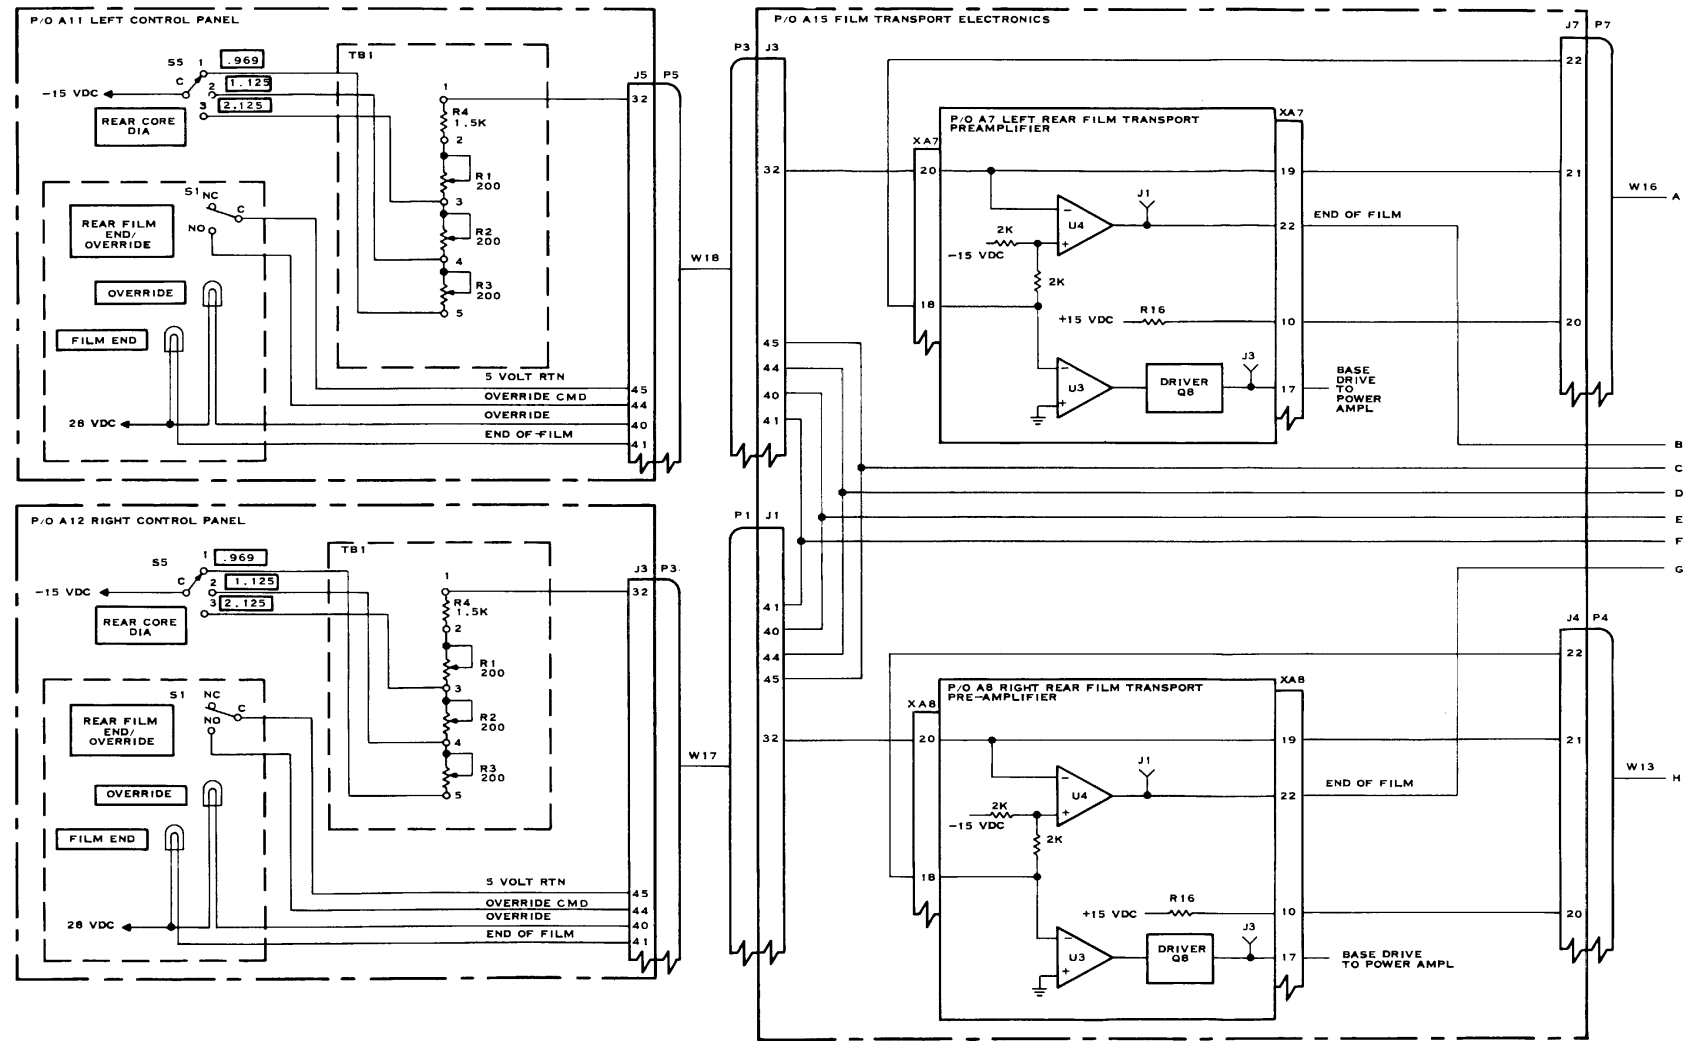 P/O A11 LEFT CONTROL PANEL
S5
1
.969
C
2
1.125
-15 VDC
3
2.125
REAR CORE
DIA
TB1
1
R4
1.5K
2
R1
200
3
R2
200
4
R3
200
5
J5 P5
32
S1
NC
C
NO
REAR FILM
END/
OVERRIDE
OVERRIDE
FILM END
28 VDC
5 VOLT RTN
45
OVERRIDE CMD
44
OVERRIDE
40
END OF FILM
41
W18
P/O A12 RIGHT CONTROL PANEL
S5
1
.969
C
2
1.125
-15 VDC
3
2.125
REAR CORE
DIA
TB1
1
R4
1.5K
2
R1
200
3
R2
200
4
R3
200
5
J3 P3
32
S1
NC
C
NO
REAR FILM
END/
OVERRIDE
OVERRIDE
FILM END
28 VDC
5 VOLT RTN
45
OVERRIDE CMD
44
OVERRIDE
40
END OF FILM
41
W17
P/O A15 FILM TRANSPORT ELECTRONICS
P3 J3
32
45
44
40
41
P1 J1
41
40
44
45
32
J7 P7
22
21
20
W16
A
P/O A7 LEFT REAR FILM TRANSPORT
PREAMPLIFIER
XA7
XA7
20
18
19
J1
-
U4
+
2K
-15 VDC
2K
END OF FILM
22
R16
+15 VDC
10
-
U3
+
DRIVER
Q8
J3
17
BASE
DRIVE
TO
POWER
AMPL
B
C
D
E
F
G
J4 P4
22
21
20
W13
H
P/O A8 RIGHT REAR FILM TRANSPORT
PRE-AMPLIFIER
XA8
XA8
20
18
19
J1
-
U4
+
2K
-15 VDC
2K
END OF FILM
22
R16
+15 VDC
10
-
U3
+
DRIVER
Q8
J3
17
BASE DRIVE
TO POWER AMPL